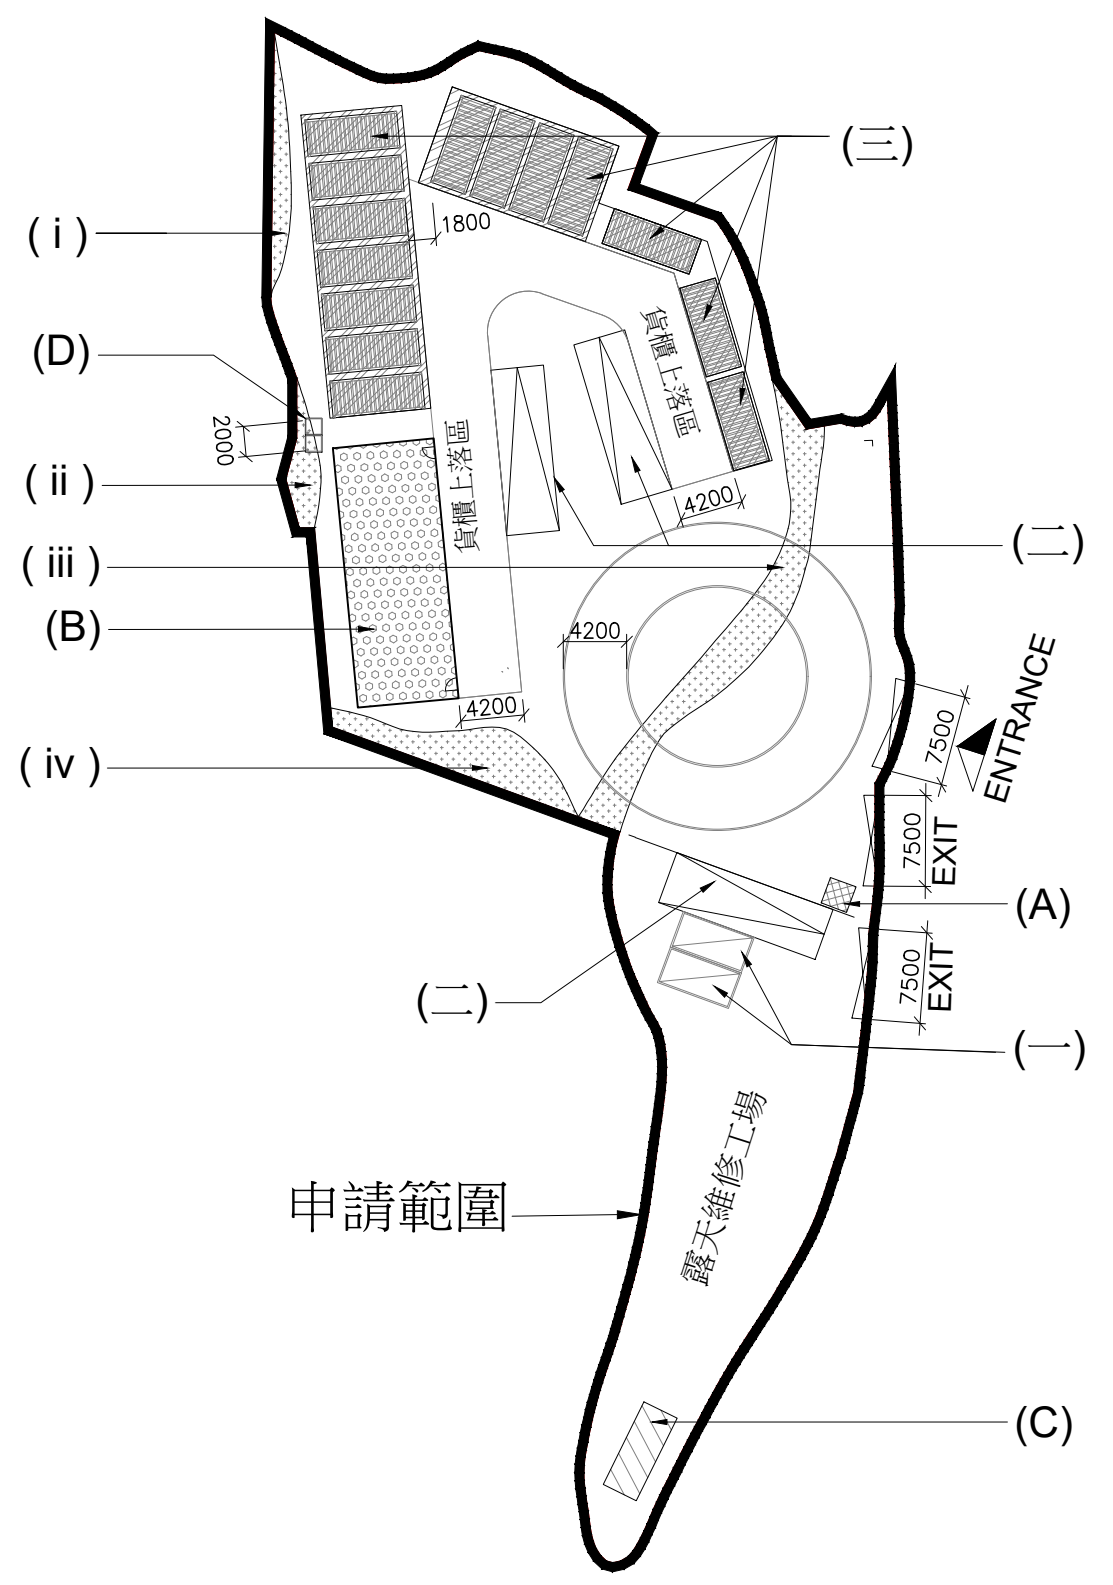 (三)
( i )
1800
(D)
貨櫃上落區
2000
貨櫃上落區
( ii )
4200
(二)
( iii )
(B)
4200
ENTRANCE
4200
7500
( iv )
7500
EXIT
(A)
7500
EXIT
(二)
(一)
露天維修工場
申請範圍
(C)